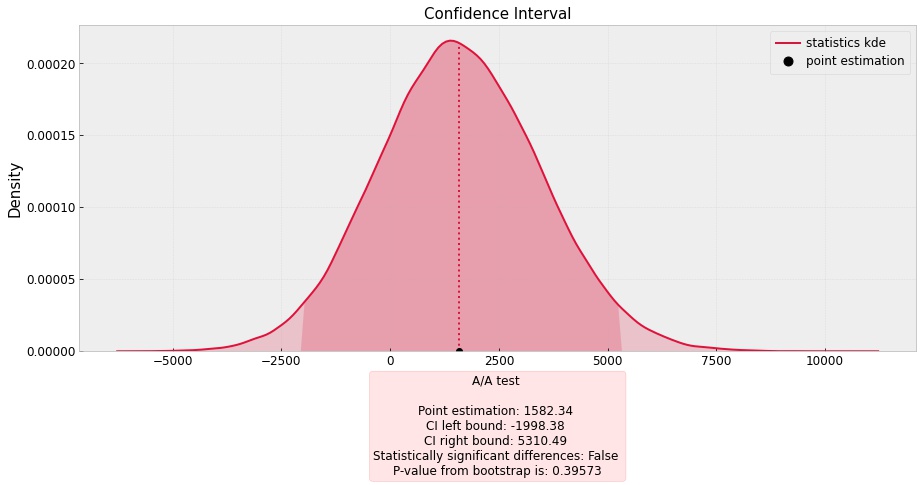 Confidence Interval
statistics kde
point estimation
Density
0.00020
0.00015
0.00010
0.00005
0.00000
−5000
−2500
0
2500
5000
7500
10000
A/A test
Point estimation: 1582.34
CI left bound: -1998.38
CI right bound: 5310.49
Statistically significant differences: False
P-value from bootstrap is: 0.39573